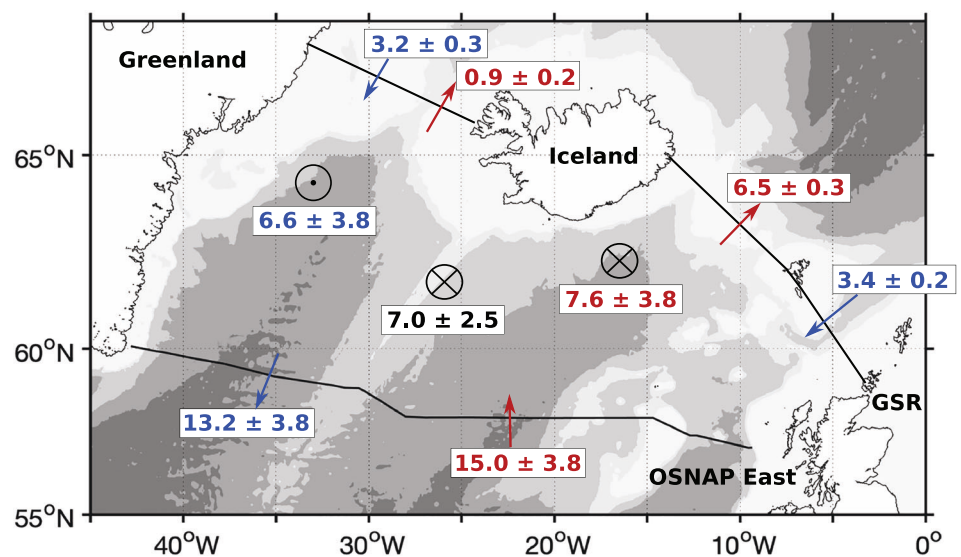 3.2 ± 0.3
Greenland
0.9 ± 0.2
65°N
Iceland
6.5 ± 0.3
6.6 ± 3.8
3.4 ± 0.2
7.6 ± 3.8
7.0 ± 2.5
60°N
GSR
13.2 ± 3.8
15.0 ± 3.8
OSNAP East
55°N
40°W 30°W 20°W 10°W 0°